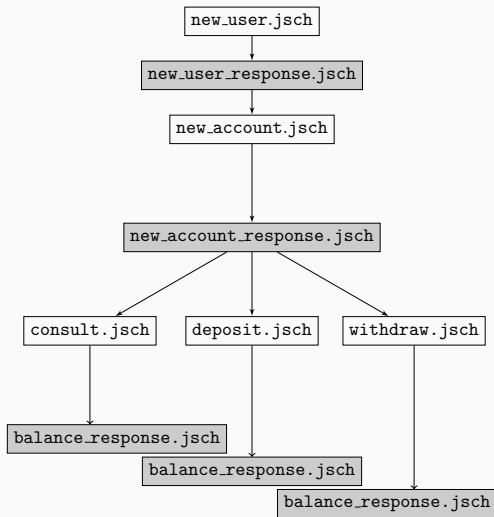 new_user.jsch
new_user_response.jsch
new_account.jsch
new_account_response.jsch
consult.jsch
deposit.jsch
withdraw.jsch
balance_response.jsch
balance_response.jsch
balance_response.jsch